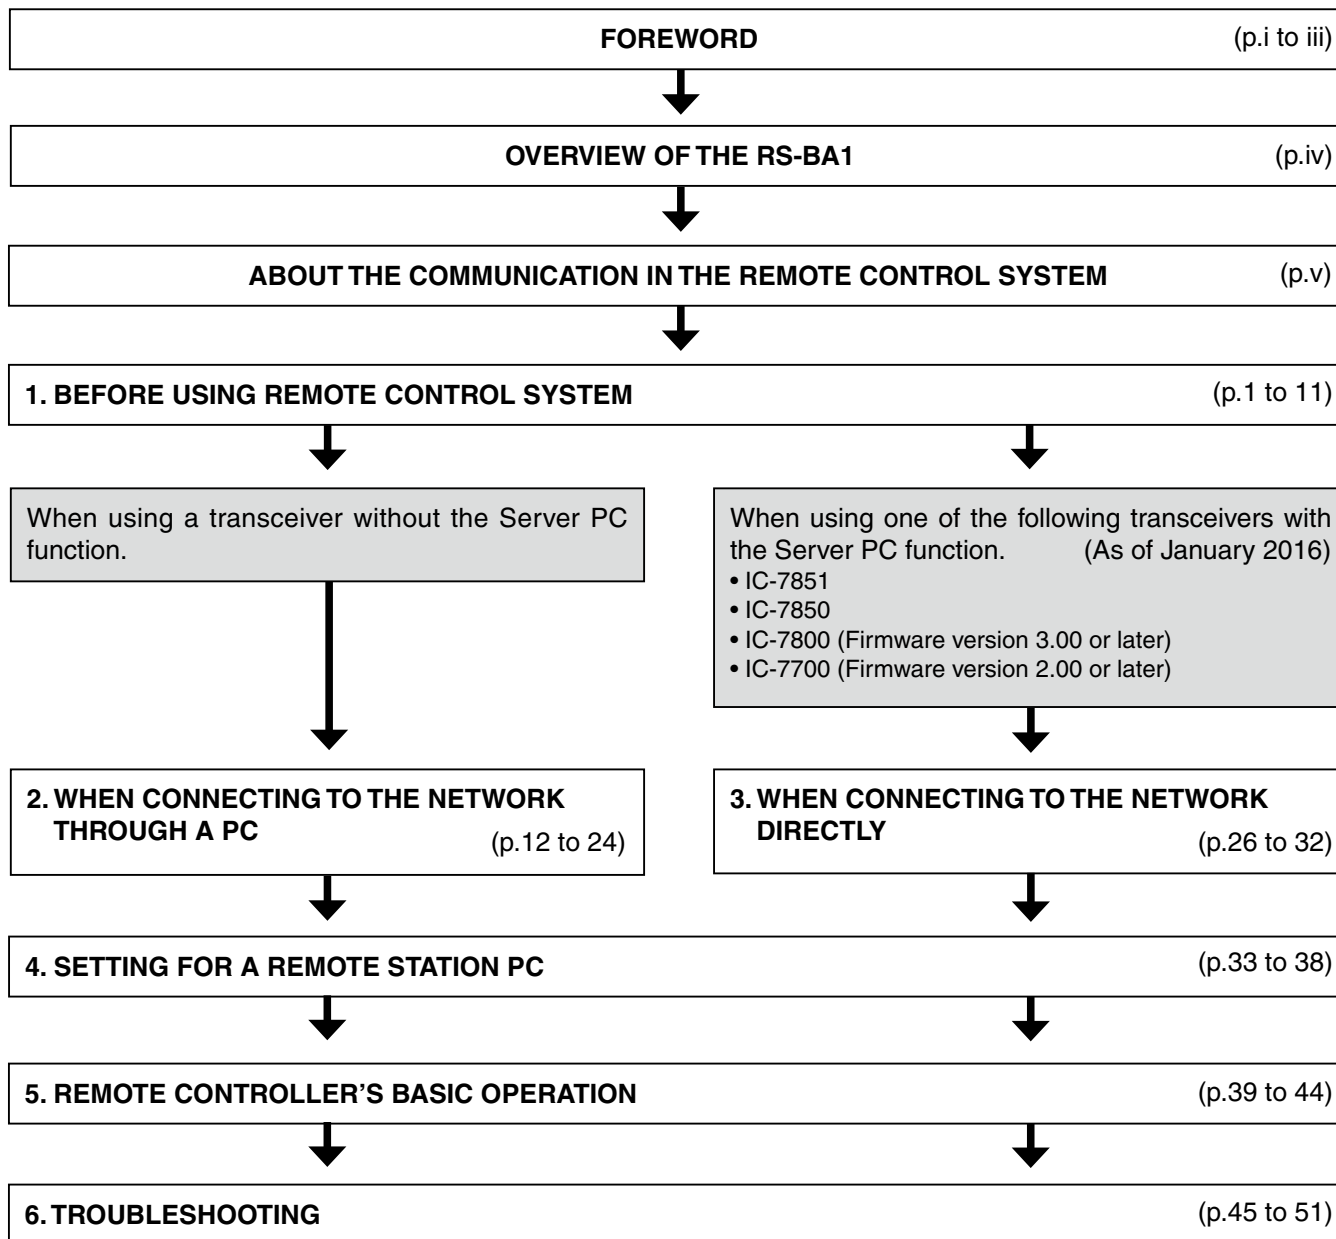 FOREWORD (p.i to iii)
OVERVIEW OF THE RS-BA1 (p.iv)
ABOUT THE COMMUNICATION IN THE REMOTE CONTROL SYSTEM (p.v)
1. BEFORE USING REMOTE CONTROL SYSTEM (p.1 to 11)
When using a transceiver without the Server PC
function.
When using one of the following transceivers with
the Server PC function. (As of January 2016)
• IC-7851
• IC-7850
• IC-7800 (Firmware version 3.00 or later)
• IC-7700 (Firmware version 2.00 or later)
2. WHEN CONNECTING TO THE NETWORK
THROUGH A PC (p.12 to 24)
3. WHEN CONNECTING TO THE NETWORK
DIRECTLY (p.26 to 32)
4. SETTING FOR A REMOTE STATION PC (p.33 to 38)
5. REMOTE CONTROLLER’S BASIC OPERATION (p.39 to 44)
6. TROUBLESHOOTING (p.45 to 51)